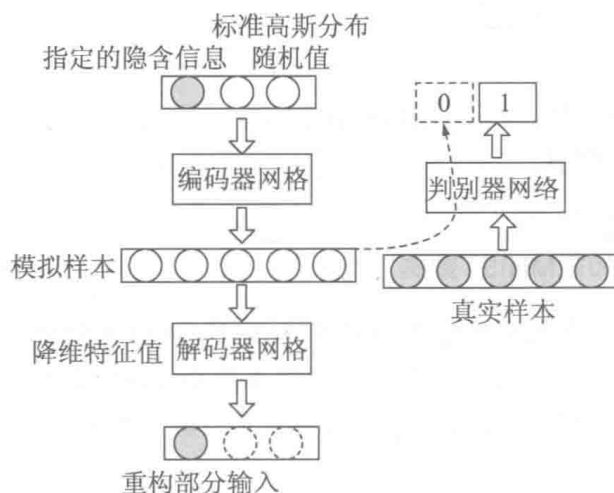 标准高斯分布
指定的隐含信息 随机值
0 1
编码器网格
判别器网络
模拟样本
真实样本
降维特征值 解码器网格
重构部分输入